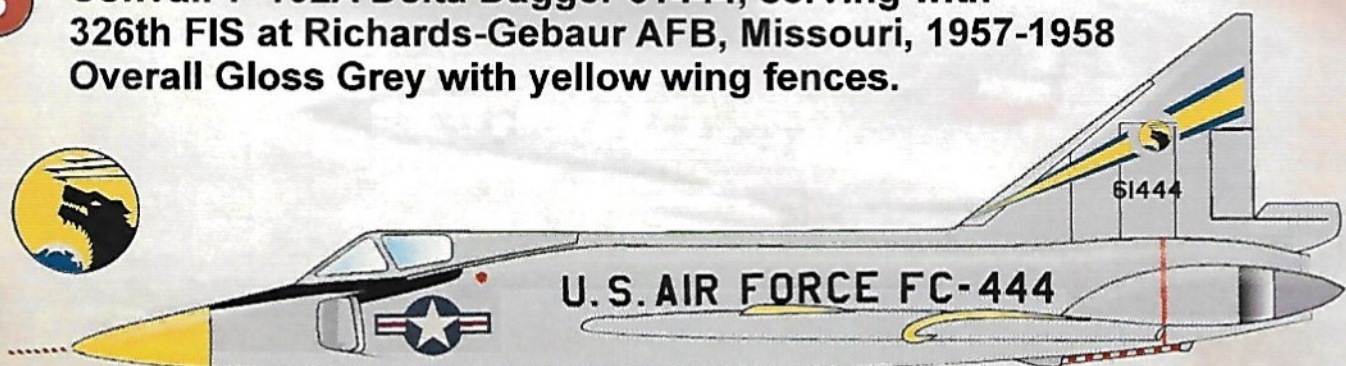 326th FIS at Richards-Gebaur AFB, Missouri, 1957-1958
Overall Gloss Grey with yellow wing fences.
61444
U.S. AIR FORCE FC-444